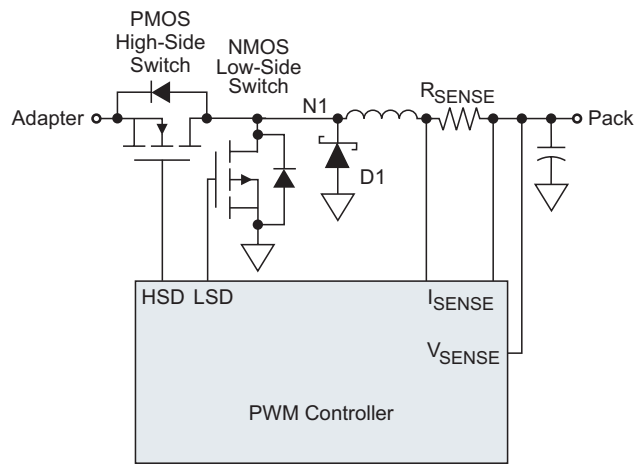 PMOS
High-Side
Switch
NMOS
Low-Side
Switch
Adapter
N1
RSENSE
Pack
D1
HSD
LSD
ISENSE
VSENSE
PWM Controller